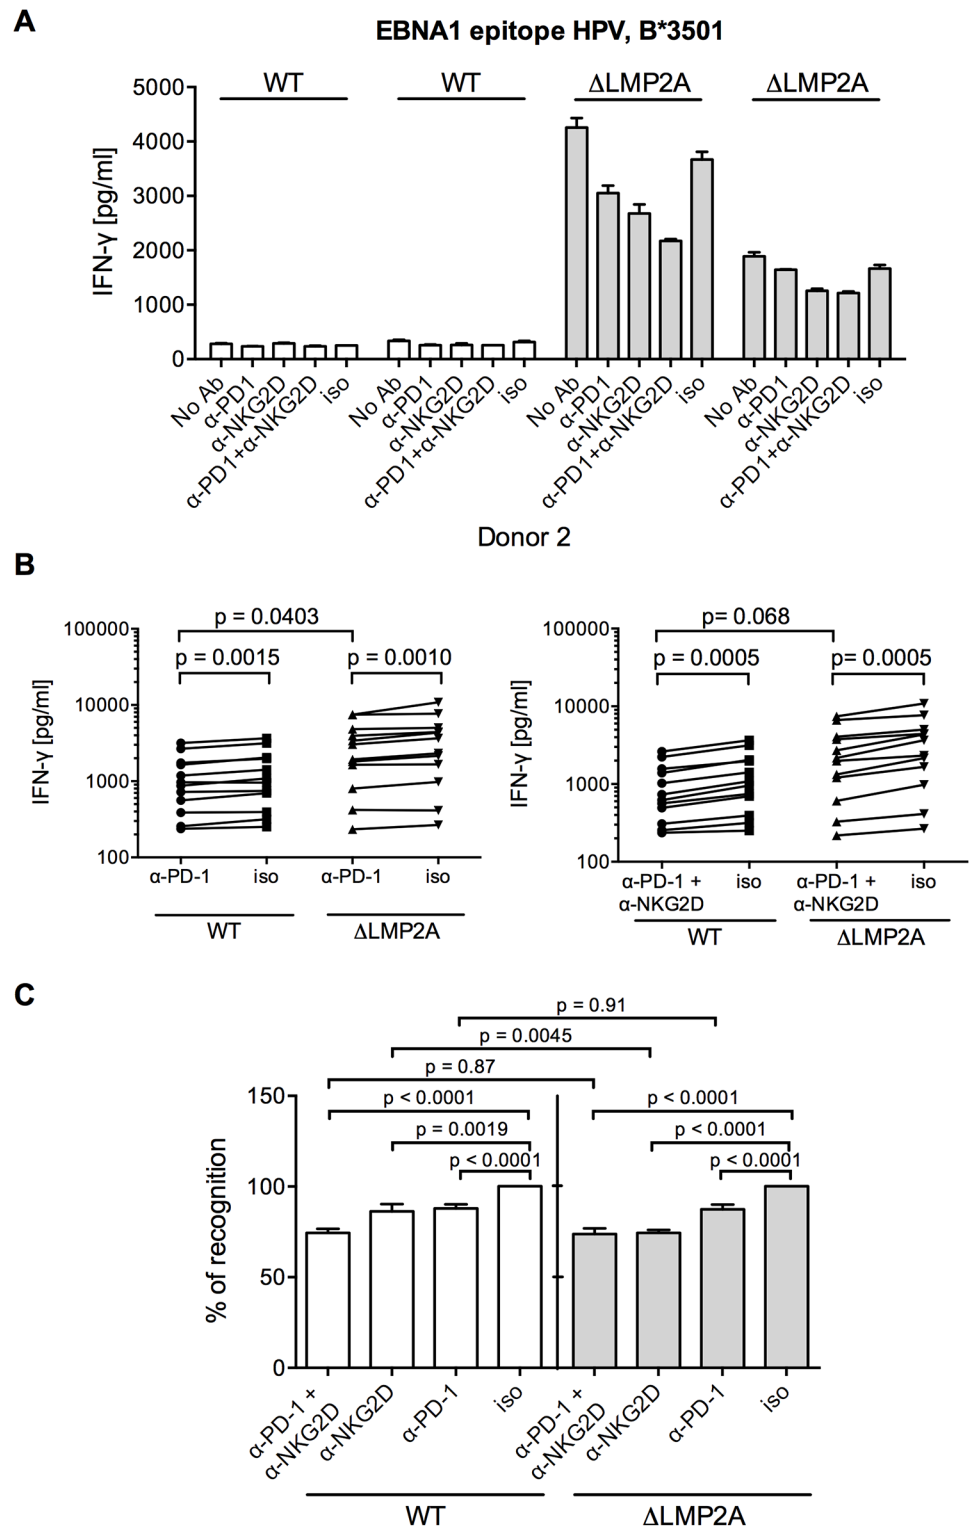 A
EBNA1 epitope HPV, B*3501
WT WT ΔLMP2A ΔLMP2A
IFN-γ [pg/ml]
5000
4000
3000
2000
1000
0
No Ab α-PD1 α-NKG2D α-PD1+α-NKG2D iso No Ab α-PD1 α-NKG2D α-PD1+α-NKG2D iso No Ab α-PD1 α-NKG2D α-PD1+α-NKG2D iso No Ab α-PD1 α-NKG2D α-PD1+α-NKG2D iso
Donor 2
B
IFN-γ [pg/ml]
100000
10000
1000
100
p = 0.0403
p = 0.0015 p = 0.0010
α-PD-1 iso α-PD-1 iso
WT ΔLMP2A
IFN-γ [pg/ml]
100000
10000
1000
100
p= 0.068
p = 0.0005 p= 0.0005
α-PD-1 + iso α-PD-1 + iso
α-NKG2D α-NKG2D
WT ΔLMP2A
C
p = 0.91
p = 0.0045
p = 0.87
p < 0.0001 p < 0.0001
p = 0.0019 p < 0.0001
p < 0.0001 p < 0.0001
% of recognition
150
100
50
0
α-PD-1 +
α-NKG2D
α-NKG2D
α-PD-1
iso
α-PD-1 +
α-NKG2D
α-NKG2D
α-PD-1
iso
WT ΔLMP2A